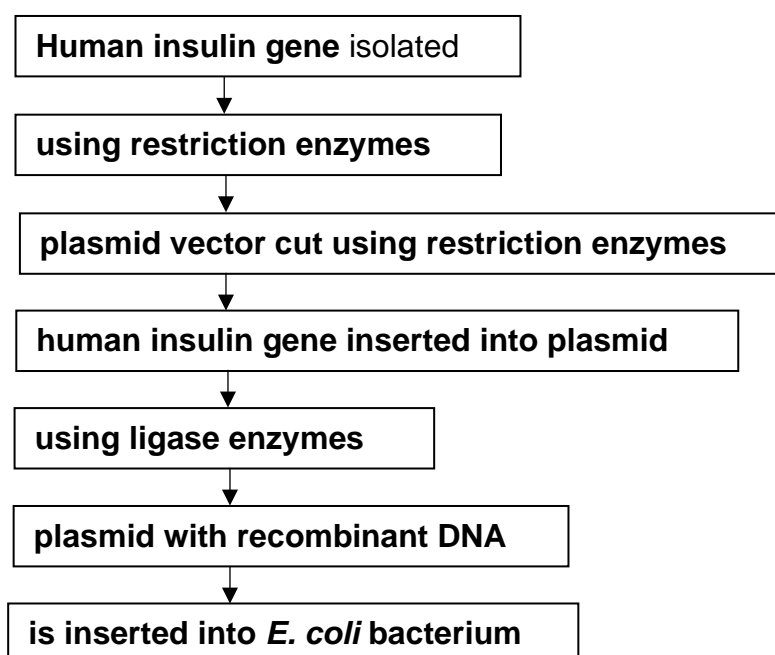 Human insulin gene isolated
using restriction enzymes
plasmid vector cut using restriction enzymes
human insulin gene inserted into plasmid
using ligase enzymes
plasmid with recombinant DNA
is inserted into E. coli bacterium